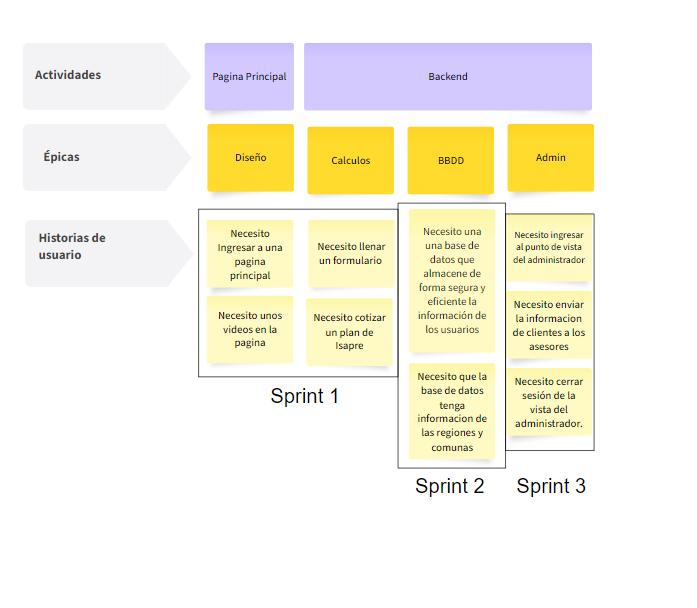 Actividades
Pagina Principal
Backend
Épicas
Diseño
Calculos
BBDD
Admin
Historias de
usuario
Necesito
Ingresar a una
pagina
principal
Necesito llenar
un formulario
Necesito unos
videos en la
pagina
Necesito cotizar
un plan de
Isapre
Sprint 1
Necesito una
una base de
datos que
almacene de
forma segura y
eficiente la
información de
los usuarios
Necesito que la
base de datos
tenga
informacion de
las regiones y
comunas
Sprint 2
Necesito ingresar
al punto de vista
del administrador
Necesito enviar
la informacion
de clientes a los
asesores
Necesito cerrar
sesión de la
vista del
administrador.
Sprint 3